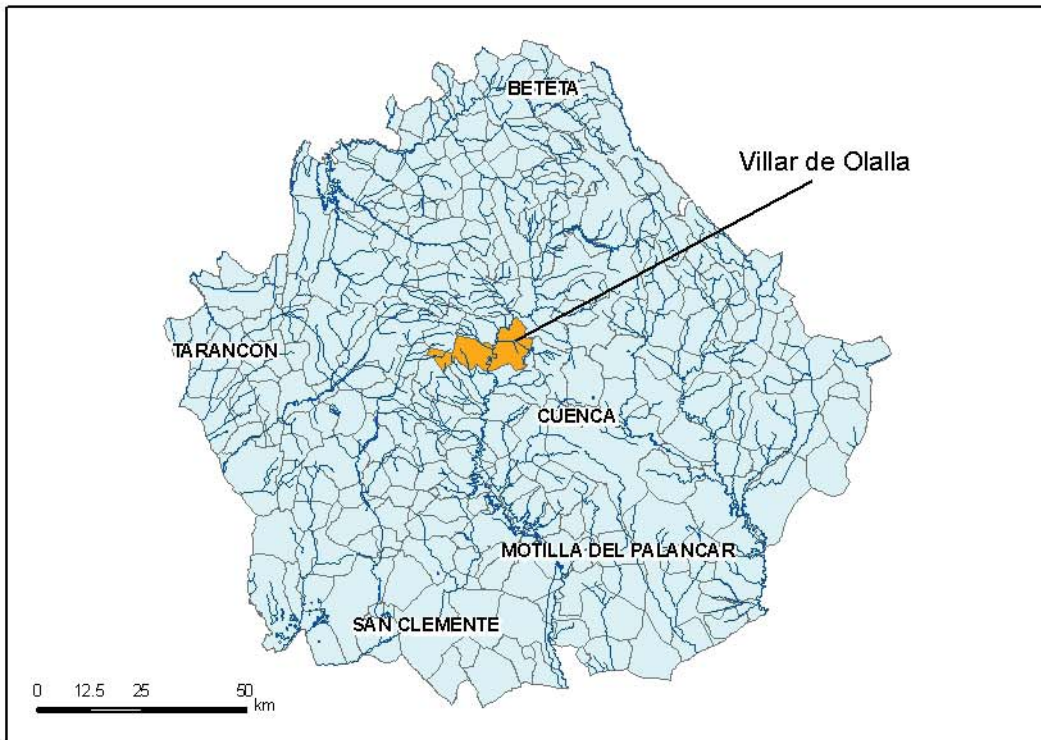 BETETA
Villar de Olalla
TARANCON
CUENCA
MOTILLA DEL PALANCAR
SAN CLEMENTE
0 12.5 25 50
km